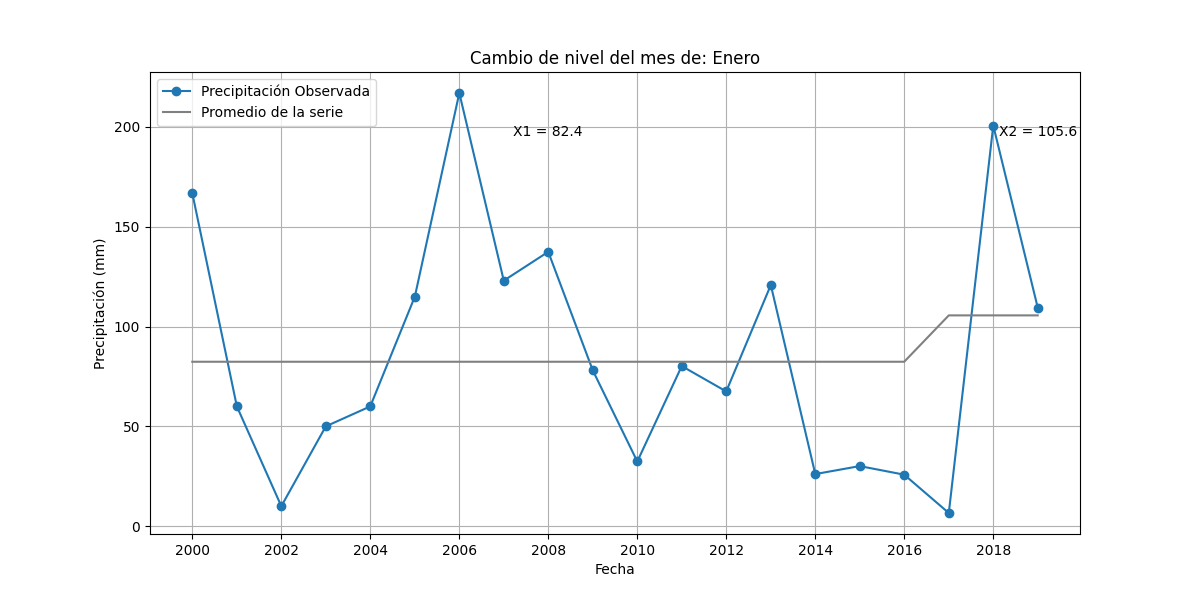 Cambio de nivel del mes de: Enero
Precipitación Observada
Promedio de la serie
X1 = 82.4
X2 = 105.6
Precipitación (mm)
200
150
100
50
0
2000 2002 2004 2006 2008 2010 2012 2014 2016 2018
Fecha